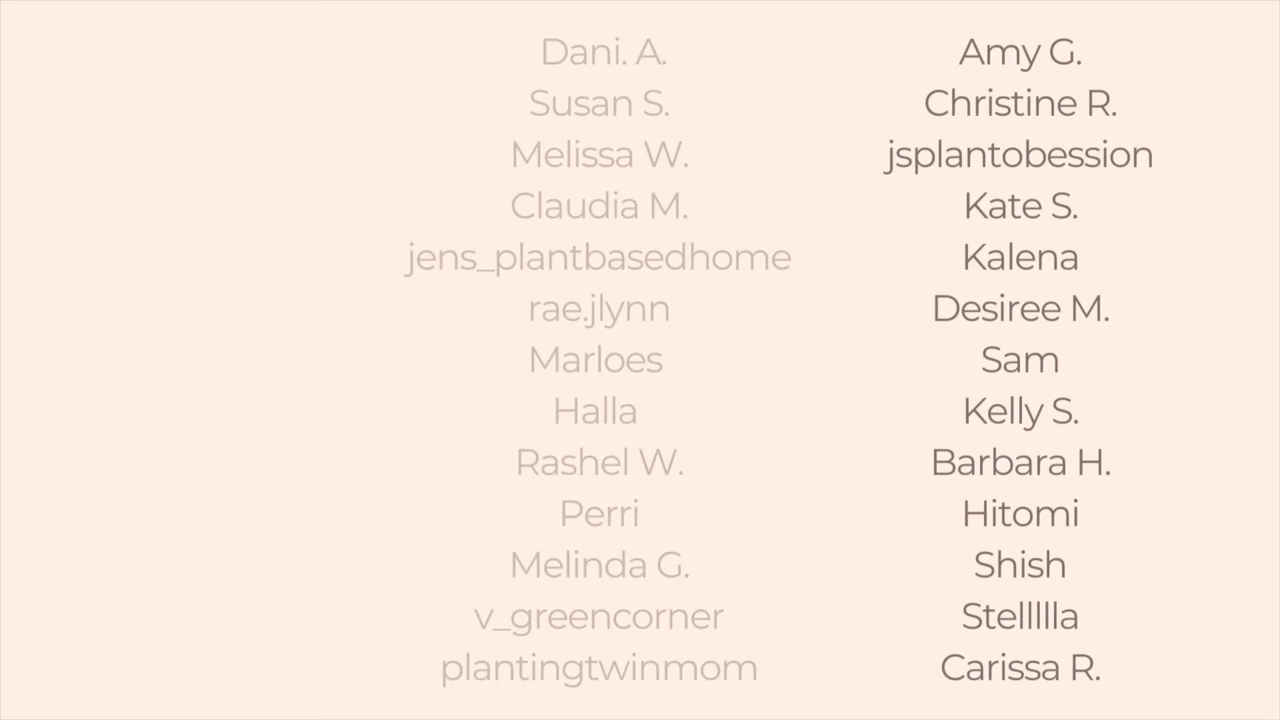 Dani. A.
Susan S.
Melissa W.
Claudia M.
jens_plantbasedhome
rae.jlynn
Marloes
Halla
Rashel W.
Perri
Melinda G.
v_greencorner
plantingtwinmom
Amy G.
Christine R.
jsplantobession
Kate S.
Kalena
Desiree M.
Sam
Kelly S.
Barbara H.
Hitomi
Shish
Stellllla
Carissa R.